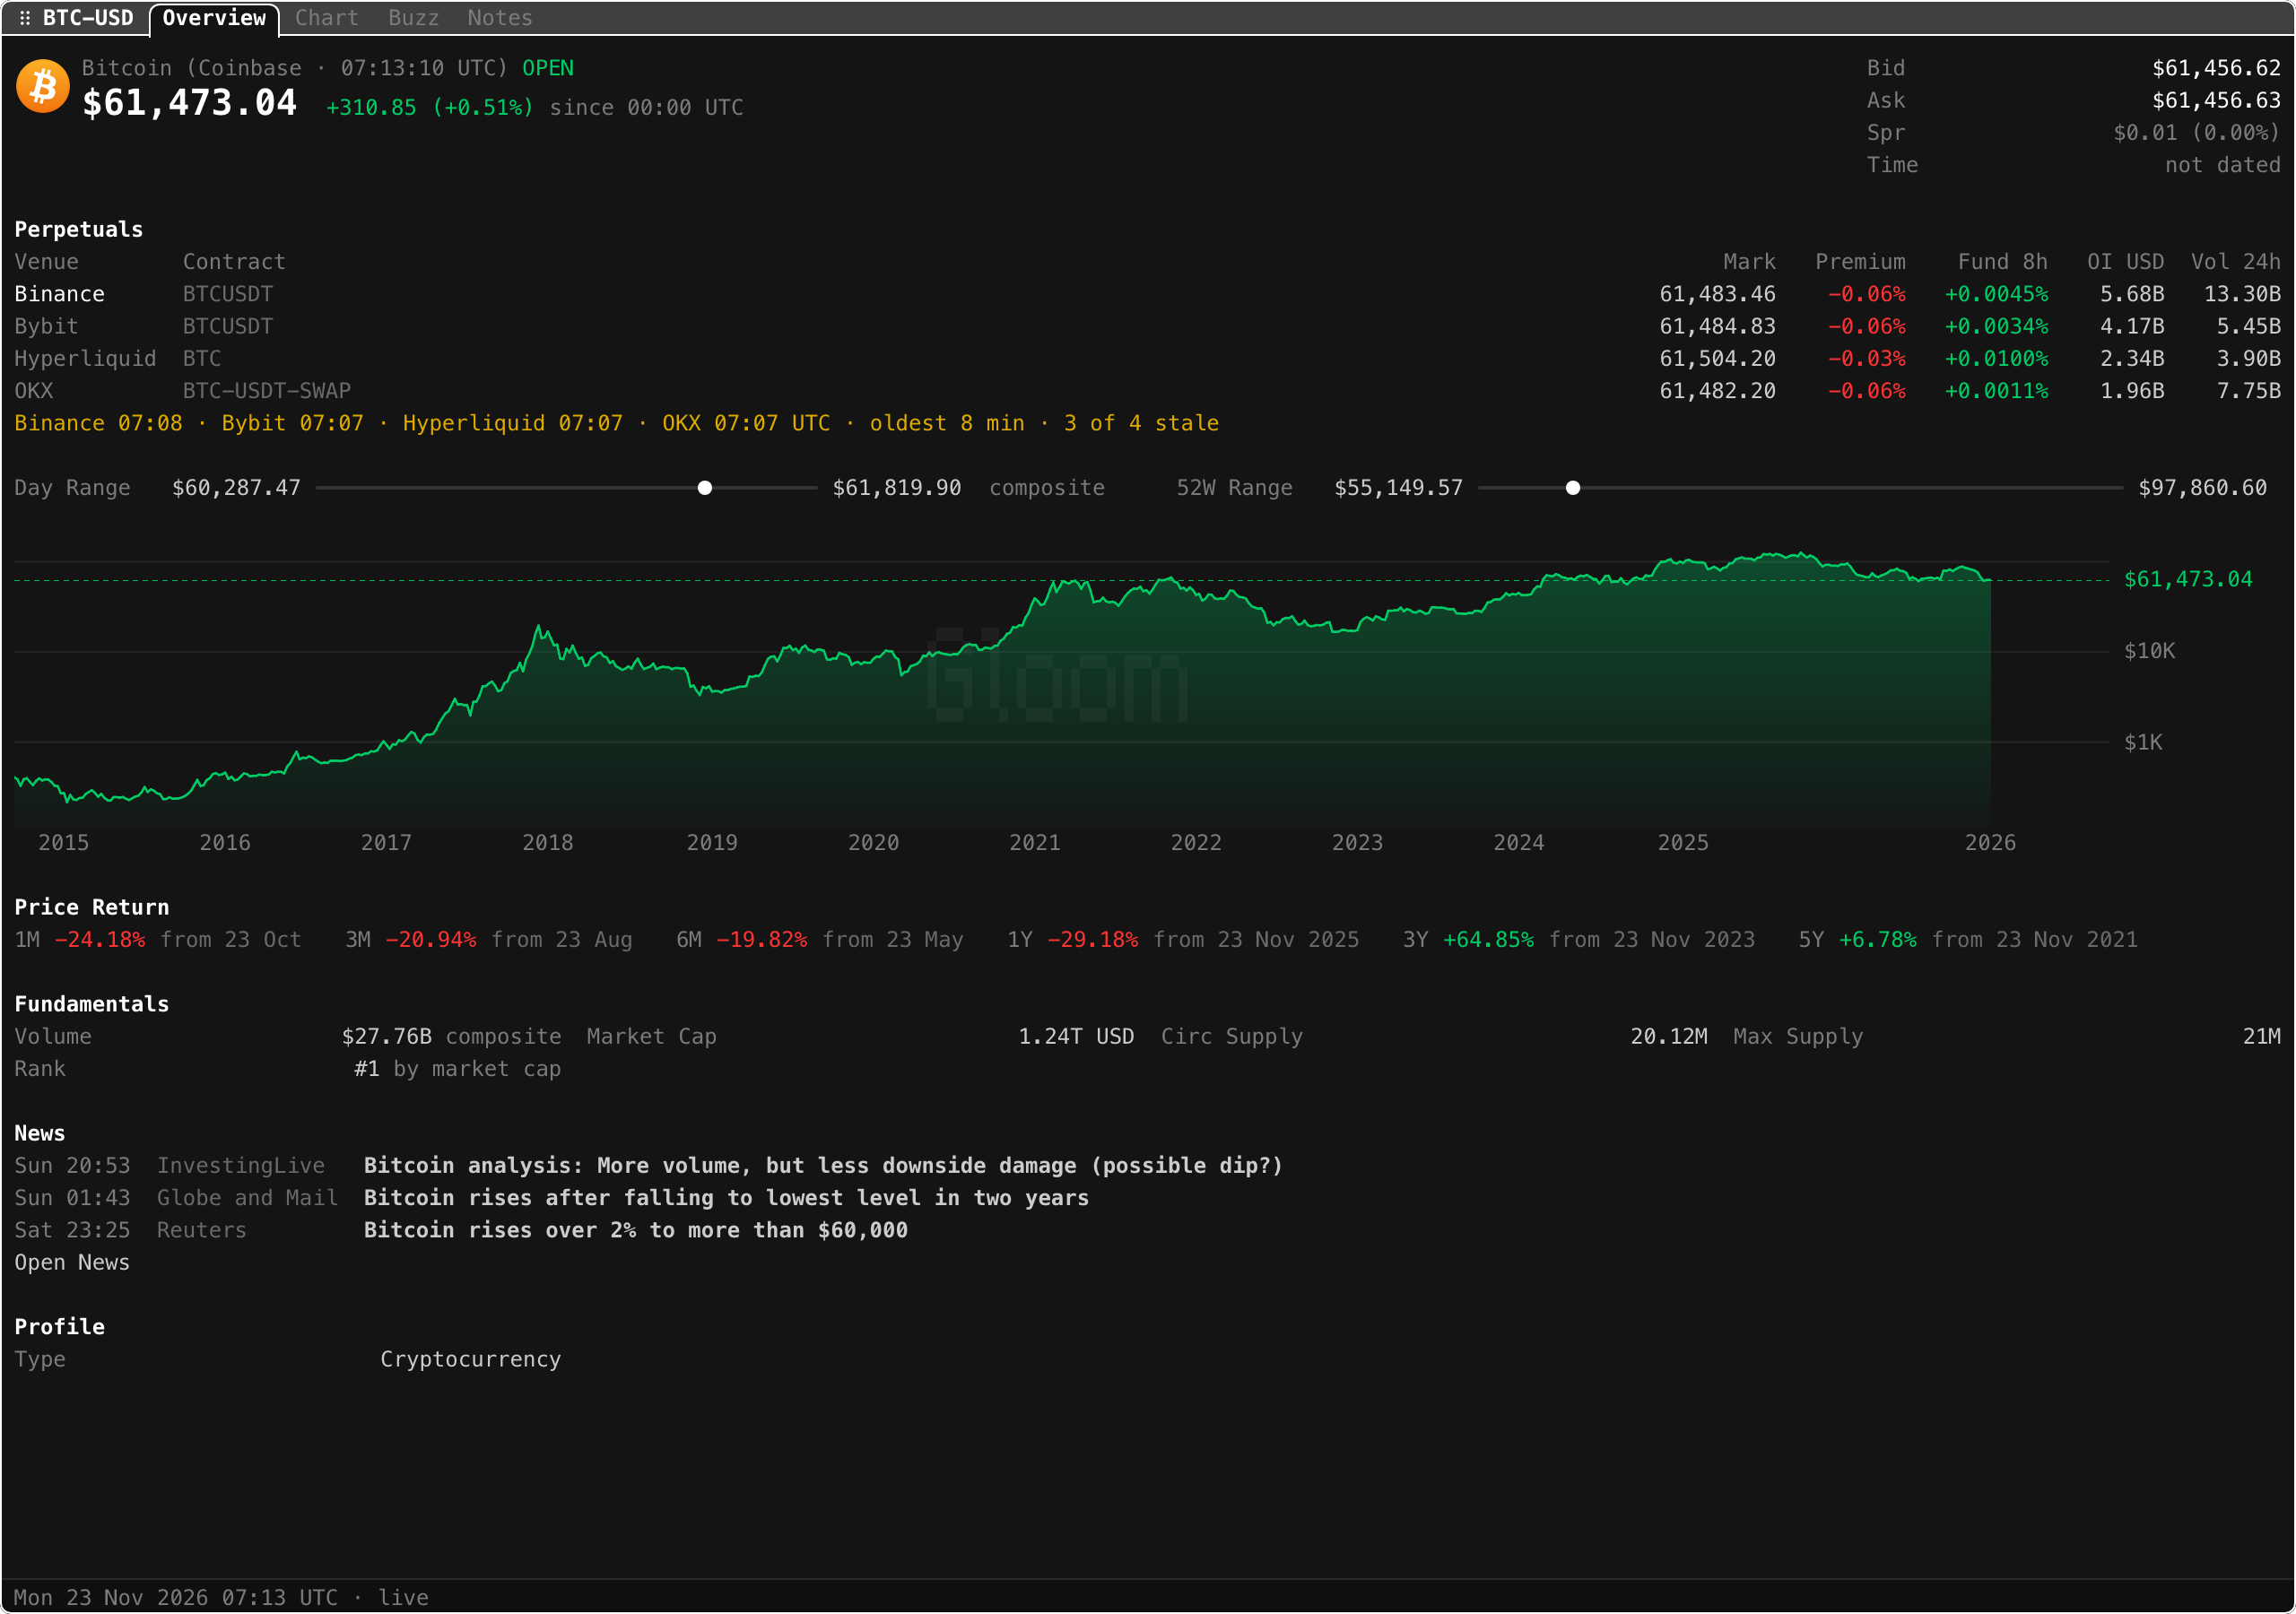 BTC-USD Overview Chart Buzz Notes
Bitcoin (Coinbase · 07:13:10 UTC) OPEN
$61,473.04 +310.85 (+0.51%) since 00:00 UTC
Bid $61,456.62
Ask $61,456.63
Spr $0.01 (0.00%)
Time not dated
Perpetuals
Venue Contract Mark Premium Fund 8h OI USD Vol 24h
Binance BTCUSDT 61,483.46 -0.06% +0.0045% 5.68B 13.30B
Bybit BTCUSDT 61,484.83 -0.06% +0.0034% 4.17B 5.45B
Hyperliquid BTC 61,504.20 -0.03% +0.0100% 2.34B 3.90B
OKX BTC-USDT-SWAP 61,482.20 -0.06% +0.0011% 1.96B 7.75B
Binance 07:08 · Bybit 07:07 · Hyperliquid 07:07 · OKX 07:07 UTC · oldest 8 min · 3 of 4 stale
Day Range $60,287.47 $61,819.90 composite 52W Range $55,149.57 $97,860.60
$61,473.04
$10K
Gloom
$1K
2015 2016 2017 2018 2019 2020 2021 2022 2023 2024 2025 2026
Price Return
1M -24.18% from 23 Oct 3M -20.94% from 23 Aug 6M -19.82% from 23 May 1Y -29.18% from 23 Nov 2025 3Y +64.85% from 23 Nov 2023 5Y +6.78% from 23 Nov 2021
Fundamentals
Volume $27.76B composite Market Cap 1.24T USD Circ Supply 20.12M Max Supply 21M
Rank #1 by market cap
News
Sun 20:53 InvestingLive Bitcoin analysis: More volume, but less downside damage (possible dip?)
Sun 01:43 Globe and Mail Bitcoin rises after falling to lowest level in two years
Sat 23:25 Reuters Bitcoin rises over 2% to more than $60,000
Open News
Profile
Type Cryptocurrency
Mon 23 Nov 2026 07:13 UTC · live